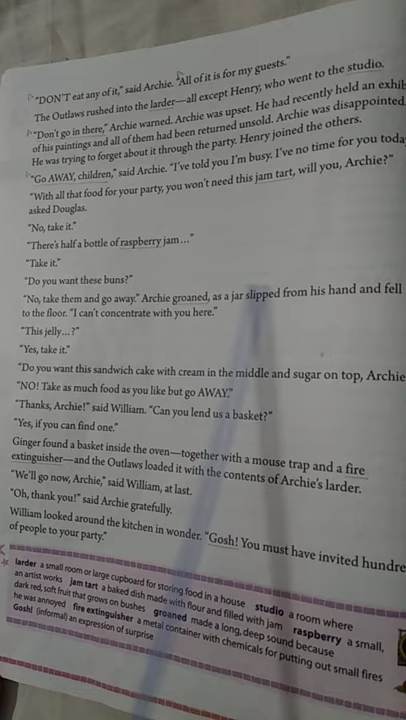 "DON'T eat any of it," said Archie. "All of it is for my guests."
The Outlaws rushed into the larder—all except Henry, who went to the studio.
"Don't go in there," Archie warned. Archie was upset. He had recently held an exhib
of his paintings and all of them had been returned unsold. Archie was disappointed
He was trying to forget about it through the party. Henry joined the others.
"Go AWAY, children," said Archie. "I've told you I'm busy. I've no time for you toda
"With all that food for your party, you won't need this jam tart, will you, Archie?"
asked Douglas.
"No, take it."
"There's half a bottle of raspberry jam…"
"Take it."
"Do you want these buns?"
"No, take them and go away." Archie groaned, as a jar slipped from his hand and fell
to the floor. "I can't concentrate with you here."
"This jelly…?"
"Yes, take it."
"Do you want this sandwich cake with cream in the middle and sugar on top, Archie
"NO! Take as much food as you like but go AWAY."
"Thanks, Archie!" said William. "Can you lend us a basket?"
"Yes, if you can find one."
Ginger found a basket inside the oven—together with a mouse trap and a fire
extinguisher—and the Outlaws loaded it with the contents of Archie's larder.
"We'll go now, Archie," said William, at last.
"Oh, thank you!" said Archie gratefully.
William looked around the kitchen in wonder. "Gosh! You must have invited hundre
of people to your party."
larder a small room or large cupboard for storing food in a house studio a room where
an artist works jam tart a baked dish made with flour and filled with jam raspberry a small,
dark red, soft fruit that grows on bushes groaned made a long, deep sound because
he was annoyed fire extinguisher a metal container with chemicals for putting out small fires
Gosh! (informal) an expression of surprise